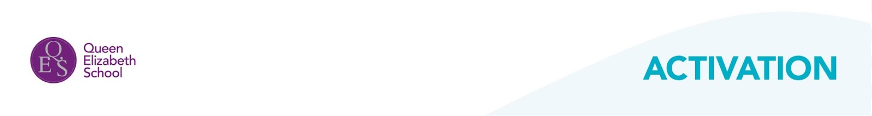 QES
Queen
Elizabeth
School
ACTIVATION